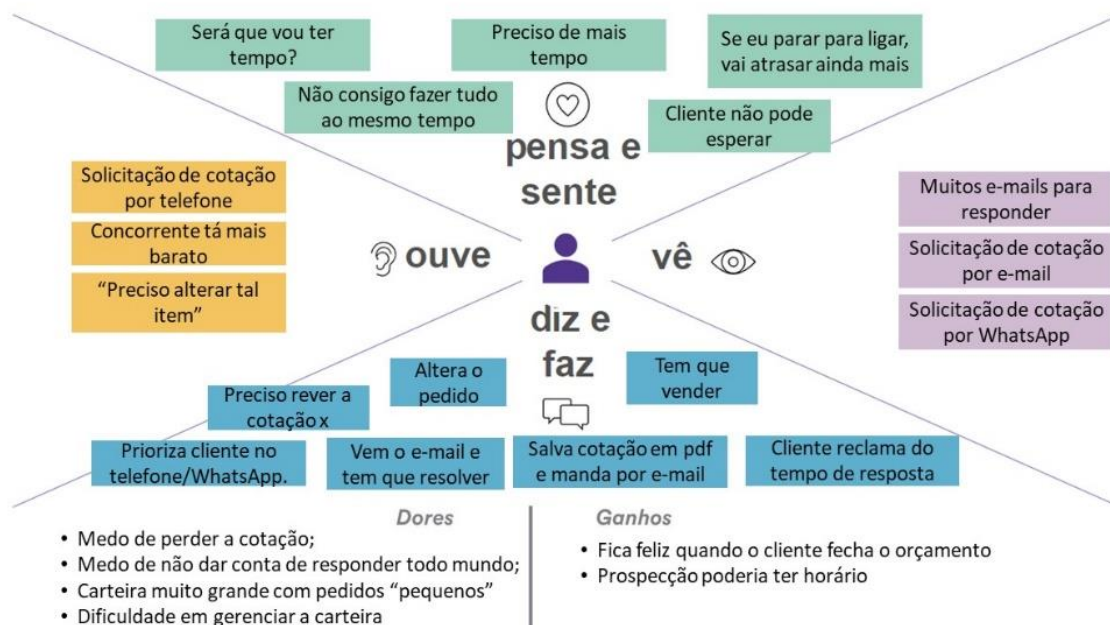 Será que vou ter
tempo?
Preciso de mais
tempo
Se eu parar para ligar,
vai atrasar ainda mais
Não consigo fazer tudo
ao mesmo tempo
Cliente não pode
esperar
pensa e
sente
Solicitação de cotação
por telefone
Concorrente tá mais
barato
“Preciso alterar tal
item”
ouve
vê
Muitos e-mails para
responder
Solicitação de cotação
por e-mail
Solicitação de cotação
por WhatsApp
diz e
faz
Altera o
pedido
Tem que
vender
Preciso rever a
cotação x
Prioriza cliente no
telefone/WhatsApp.
Vem o e-mail e
tem que resolver
Salva cotação em pdf
e manda por e-mail
Cliente reclama do
tempo de resposta
Dores
• Medo de perder a cotação;
• Medo de não dar conta de responder todo mundo;
• Carteira muito grande com pedidos “pequenos”
• Dificuldade em gerenciar a carteira
Ganhos
• Fica feliz quando o cliente fecha o orçamento
• Prospecção poderia ter horário